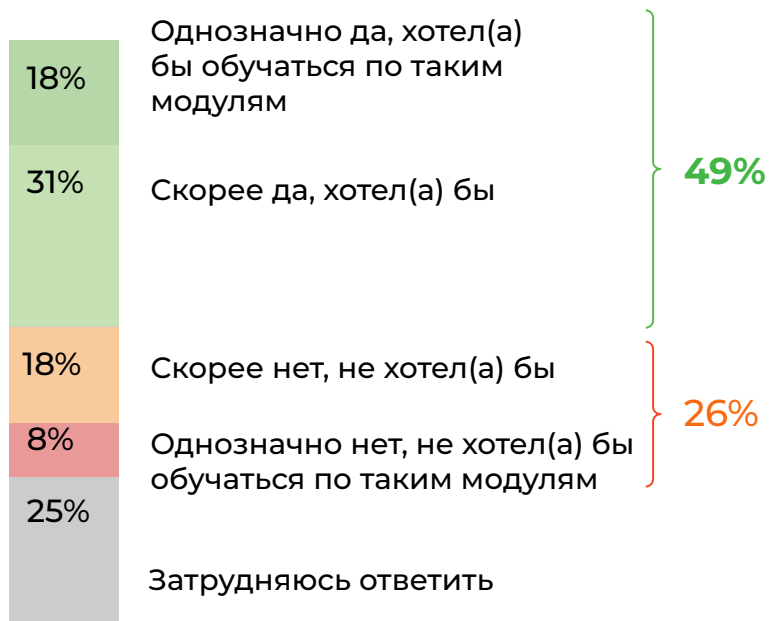 18%
Однозначно да, хотел(а)
бы обучаться по таким
модулям
31%
Скорее да, хотел(а) бы
49%
18%
Скорее нет, не хотел(а) бы
8%
Однозначно нет, не хотел(а) бы
обучаться по таким модулям
26%
25%
Затрудняюсь ответить